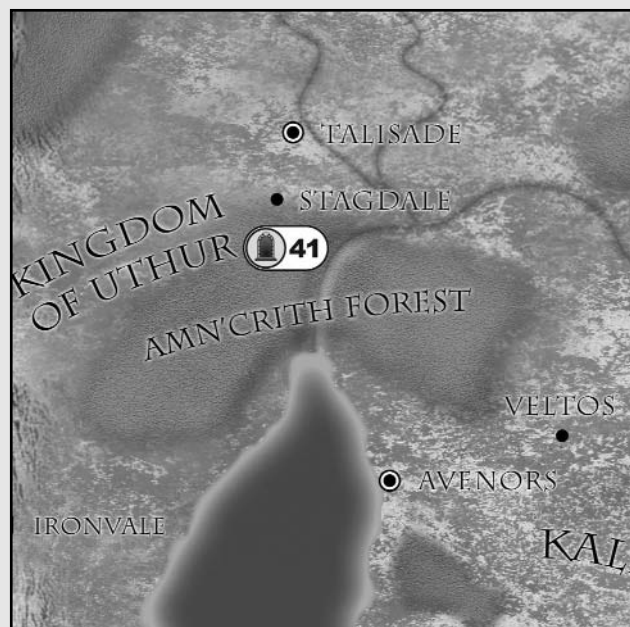 TALISADE
STAGDALE
KINGDOM
OF UTHUR
41
AMN'CRITH FOREST
VELTOS
AVENORS
IRONVALE
KAL